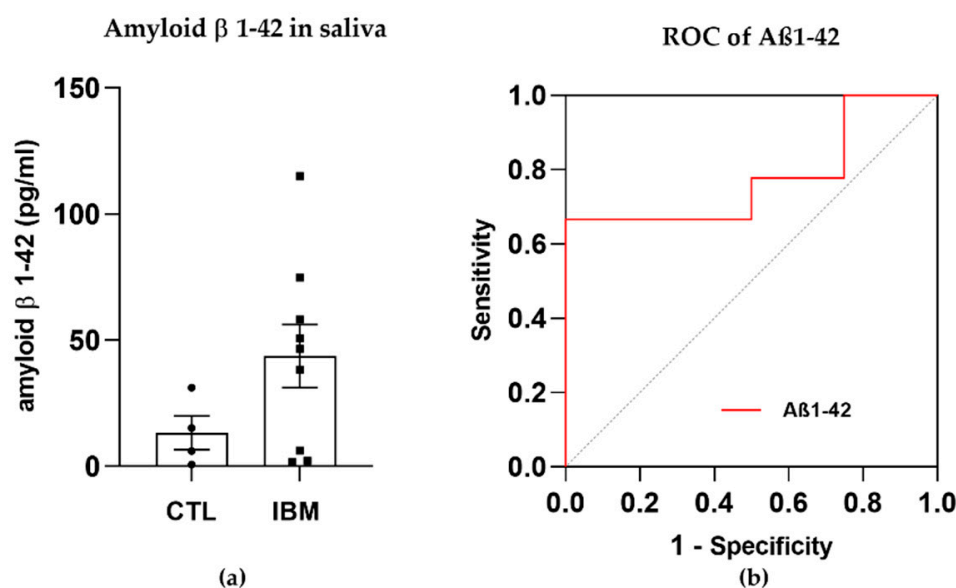 Amyloid β 1-42 in saliva
amyloid β 1-42 (pg/ml)
150
100
50
0
CTL IBM
(a)
ROC of Aß1-42
Sensitivity
1.0
0.8
0.6
0.4
0.2
0.0
Aß1-42
0.0 0.2 0.4 0.6 0.8 1.0
1 - Specificity
(b)